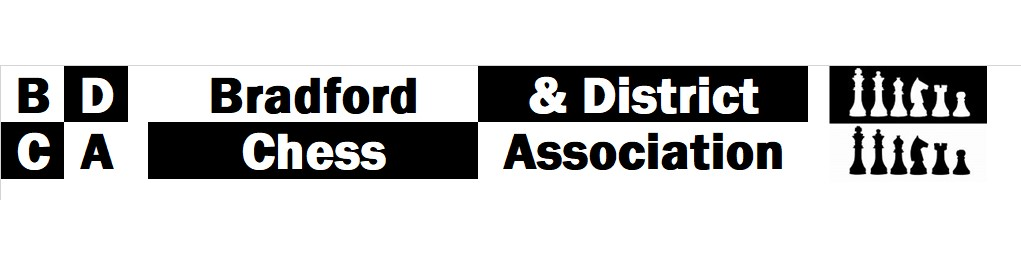 B D Bradford & District
C A Chess Association